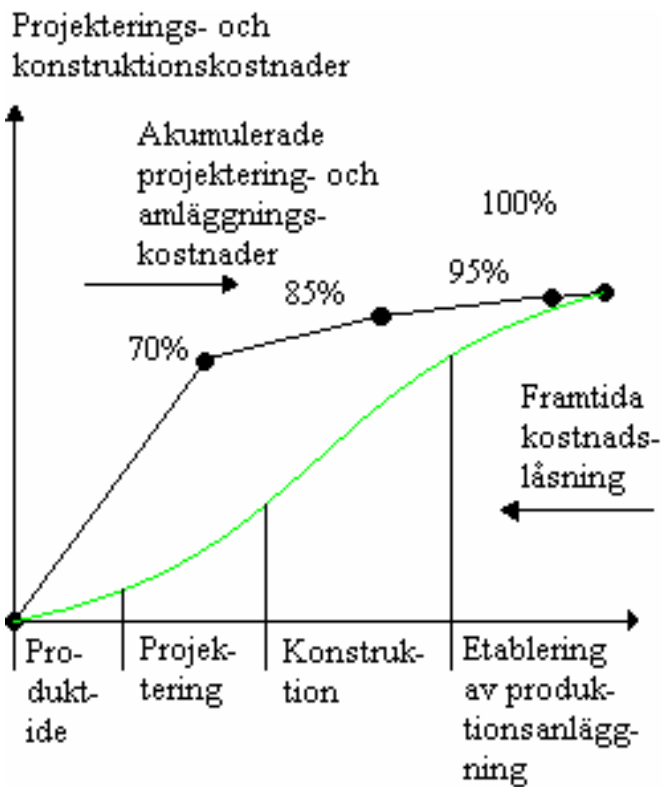 Projekterings- och
konstruktionskostnader
Akumulerade
projektering- och
amläggnings-
kostnader
100%
95%
85%
70%
Framtida
kostnads-
låsning
Pro-
dukt-
ide
Projek-
tering
Konstruk-
tion
Etablering
av produk-
tionsanlägg-
ning